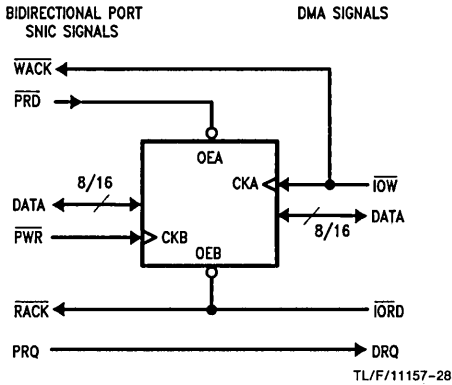 BIDIRECTIONAL PORT
SNIC SIGNALS
DMA SIGNALS
WACK
PRD
OEA
CKA
IOW
8/16
DATA
DATA
8/16
PWR
CKB
OEB
RACK
IORD
PRQ
DRQ
TL/F/11157-28